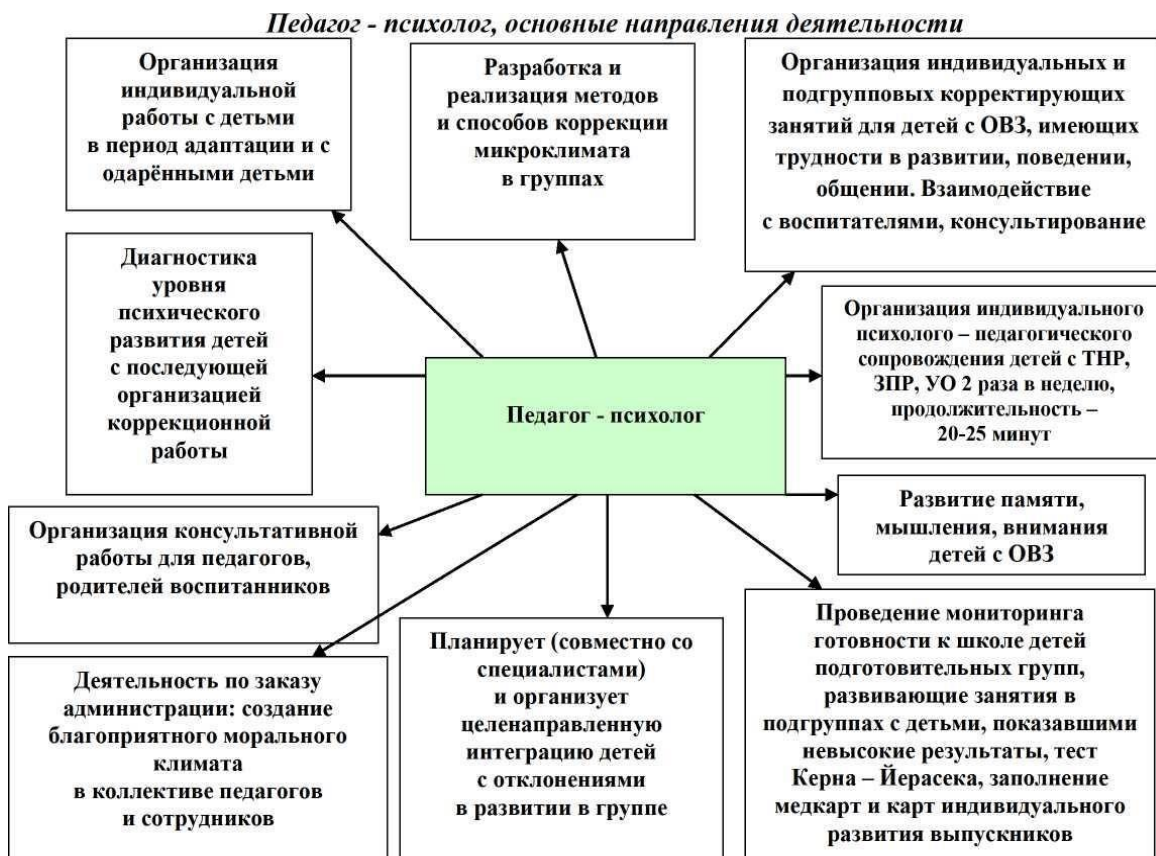 Педагог - психолог, основные направления деятельности
Организация
индивидуальной
работы с детьми
в период адаптации и с
одарёнными детьми
Разработка и
реализация методов
и способов коррекции
микроклимата
в группах
Организация индивидуальных и
подгрупповых корректирующих
занятий для детей с ОВЗ, имеющих
трудности в развитии, поведении,
общении. Взаимодействие
с воспитателями, консультирование
Диагностика
уровня
психического
развития детей
с последующей
организацией
коррекционной
работы
Педагог - психолог
Организация индивидуального
психолого – педагогического
сопровождения детей с ТНР,
ЗПР, УО 2 раза в неделю,
продолжительность –
20-25 минут
Развитие памяти,
мышления, внимания
детей с ОВЗ
Организация консультативной
работы для педагогов,
родителей воспитанников
Деятельность по заказу
администрации: создание
благоприятного морального
климата
в коллективе педагогов
и сотрудников
Планирует (совместно со
специалистами)
и организует
целенаправленную
интеграцию детей
с отклонениями
в развитии в группе
Проведение мониторинга
готовности к школе детей
подготовительных групп,
развивающие занятия в
подгруппах с детьми, показавшими
невысокие результаты, тест
Керна – Йерасека, заполнение
медкарт и карт индивидуального
развития выпускников